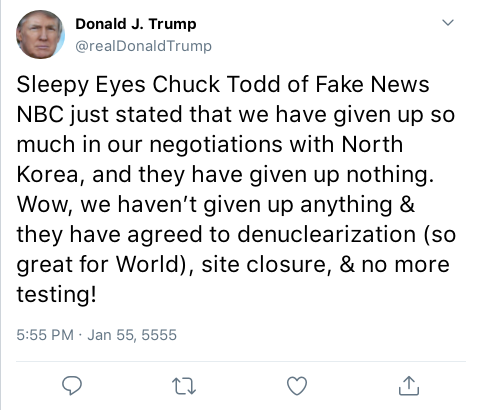 Donald J. Trump
@realDonaldTrump
Sleepy Eyes Chuck Todd of Fake News
NBC just stated that we have given up so
much in our negotiations with North
Korea, and they have given up nothing.
Wow, we haven’t given up anything &
they have agreed to denuclearization (so
great for World), site closure, & no more
testing!
5:55 PM · Jan 55, 5555